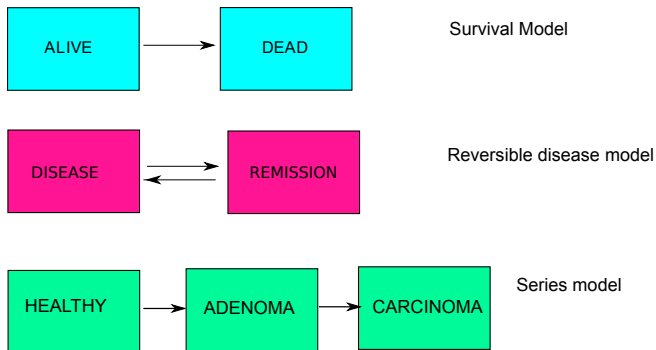 ALIVE
DEAD
Survival Model
DISEASE
REMISSION
Reversible disease model
HEALTHY
ADENOMA
CARCINOMA
Series model